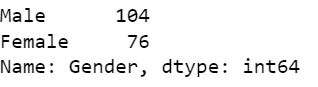 Male      104
Female     76
Name: Gender, dtype: int64